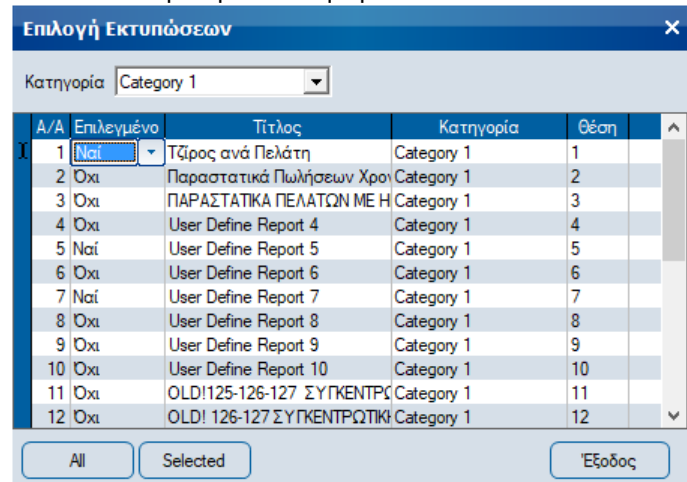 Επιλογή Εκτυπώσεων
Κατηγορία Category 1
Α/Α Επιλεγμένο Τίτλος Κατηγορία Θέση
1 Ναί Τζίρος ανά Πελάτη Category 1 1
2 Όχι Παραστατικά Πωλήσεων Χρον Category 1 2
3 Όχι ΠΑΡΑΣΤΑΤΙΚΑ ΠΕΛΑΤΩΝ ΜΕ Η Category 1 3
4 Όχι User Define Report 4 Category 1 4
5 Ναί User Define Report 5 Category 1 5
6 Όχι User Define Report 6 Category 1 6
7 Ναί User Define Report 7 Category 1 7
8 Όχι User Define Report 8 Category 1 8
9 Όχι User Define Report 9 Category 1 9
10 Όχι User Define Report 10 Category 1 10
11 Όχι OLD!125-126-127 ΣΥΓΚΕΝΤΡΩ Category 1 11
12 Όχι OLD! 126-127 ΣΥΓΚΕΝΤΡΩΤΙΚΗ Category 1 12
All Selected Έξοδος